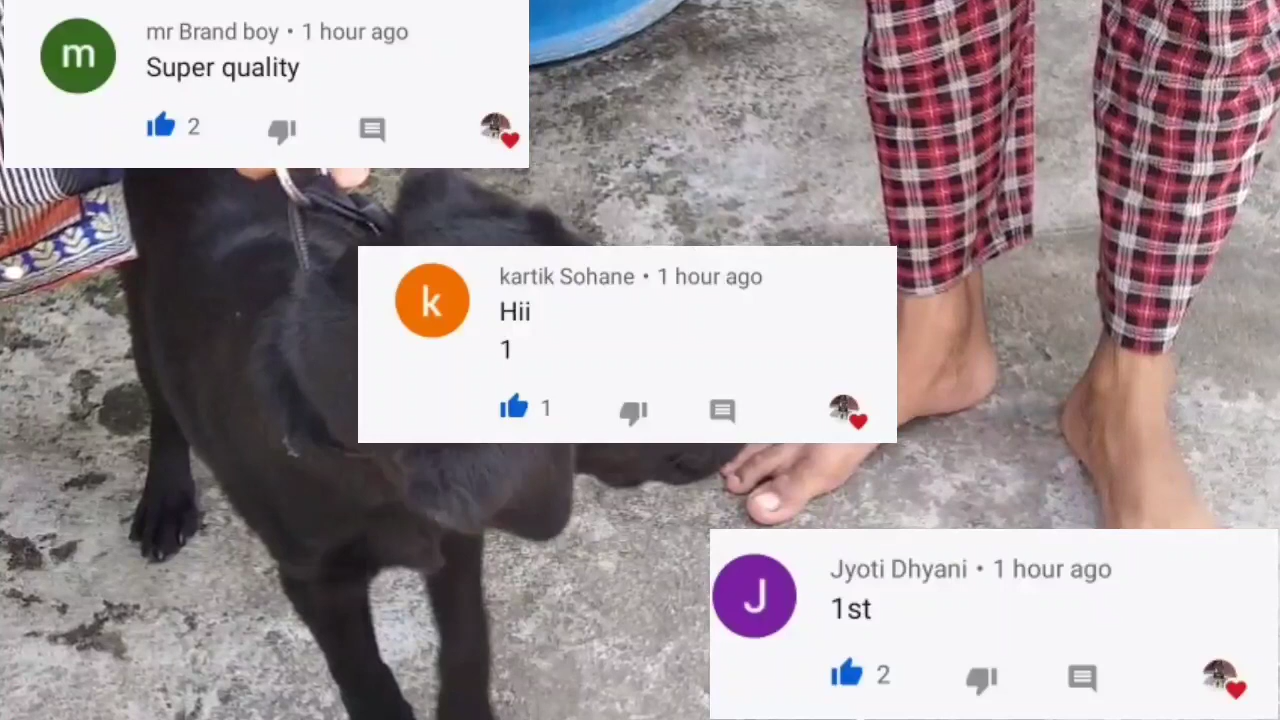 m
mr Brand boy • 1 hour ago
Super quality
2
k
kartik Sohane • 1 hour ago
Hii
1
1
J
Jyoti Dhyani • 1 hour ago
1st
2